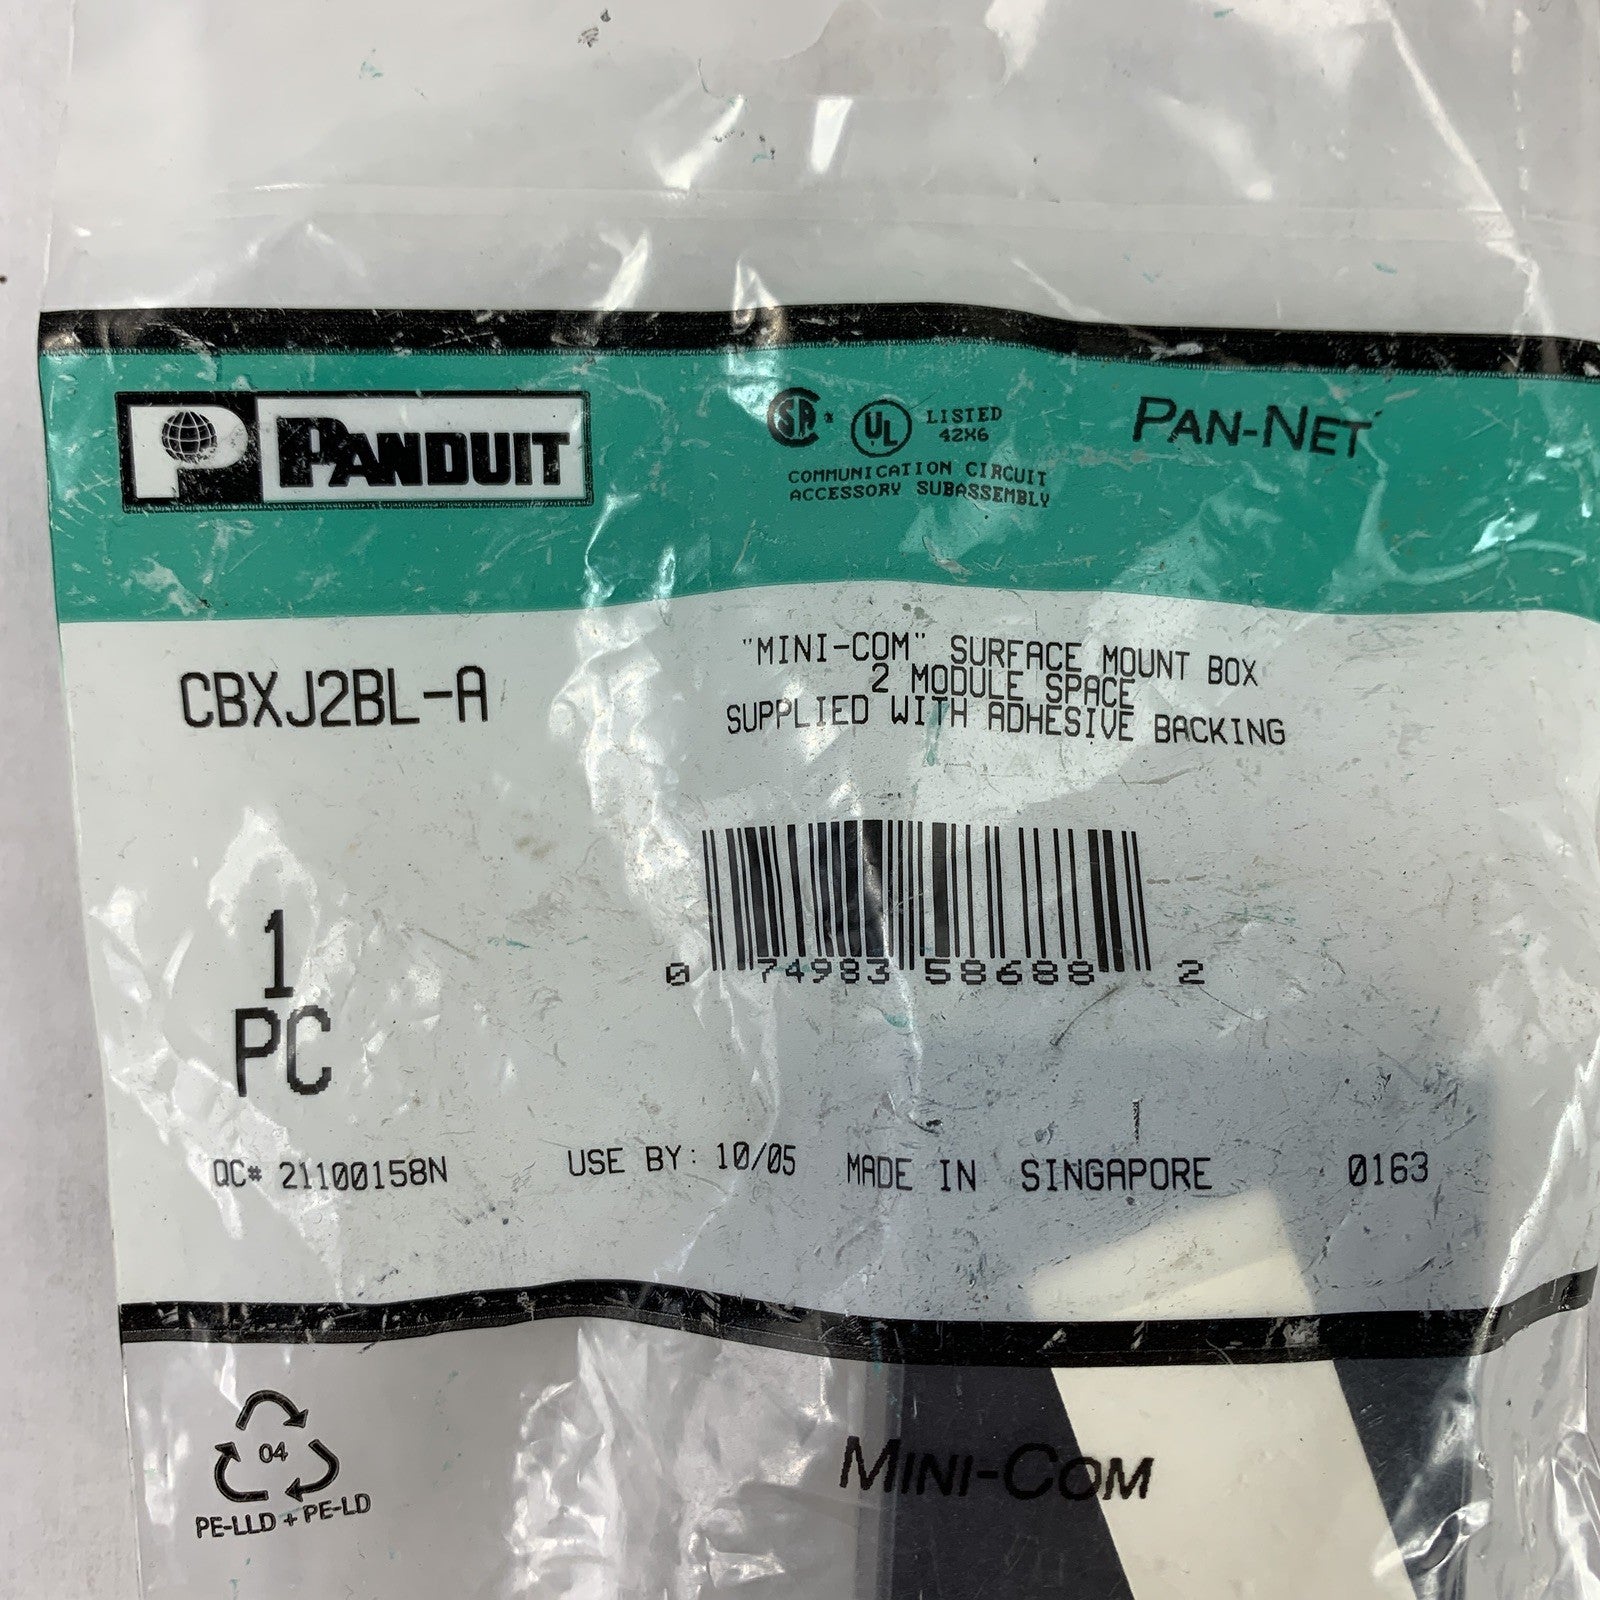 PANDUIT
LISTED
42X6
COMMUNICATION CIRCUIT
ACCESSORY SUBASSEMBLY
PAN-NET
CBXJ2BL-A
"MINI-COM" SURFACE MOUNT BOX
2 MODULE SPACE
SUPPLIED WITH ADHESIVE BACKING
1
PC
0 74983 58688 2
QC# 21100158N USE BY: 10/05 MADE IN SINGAPORE 0163
04
PE-LLD + PE-LD
MINI-COM